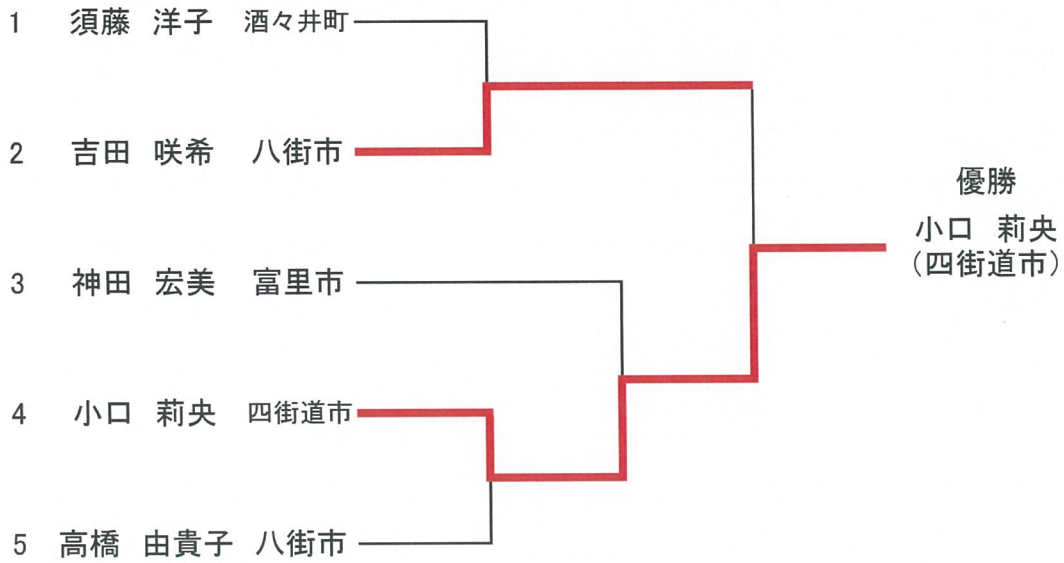 1 須藤 洋子 酒々井町
2 吉田 咲希 八街市
3 神田 宏美 富里市
4 小口 莉央 四街道市
5 高橋 由貴子 八街市
優勝
小口 莉央
(四街道市)